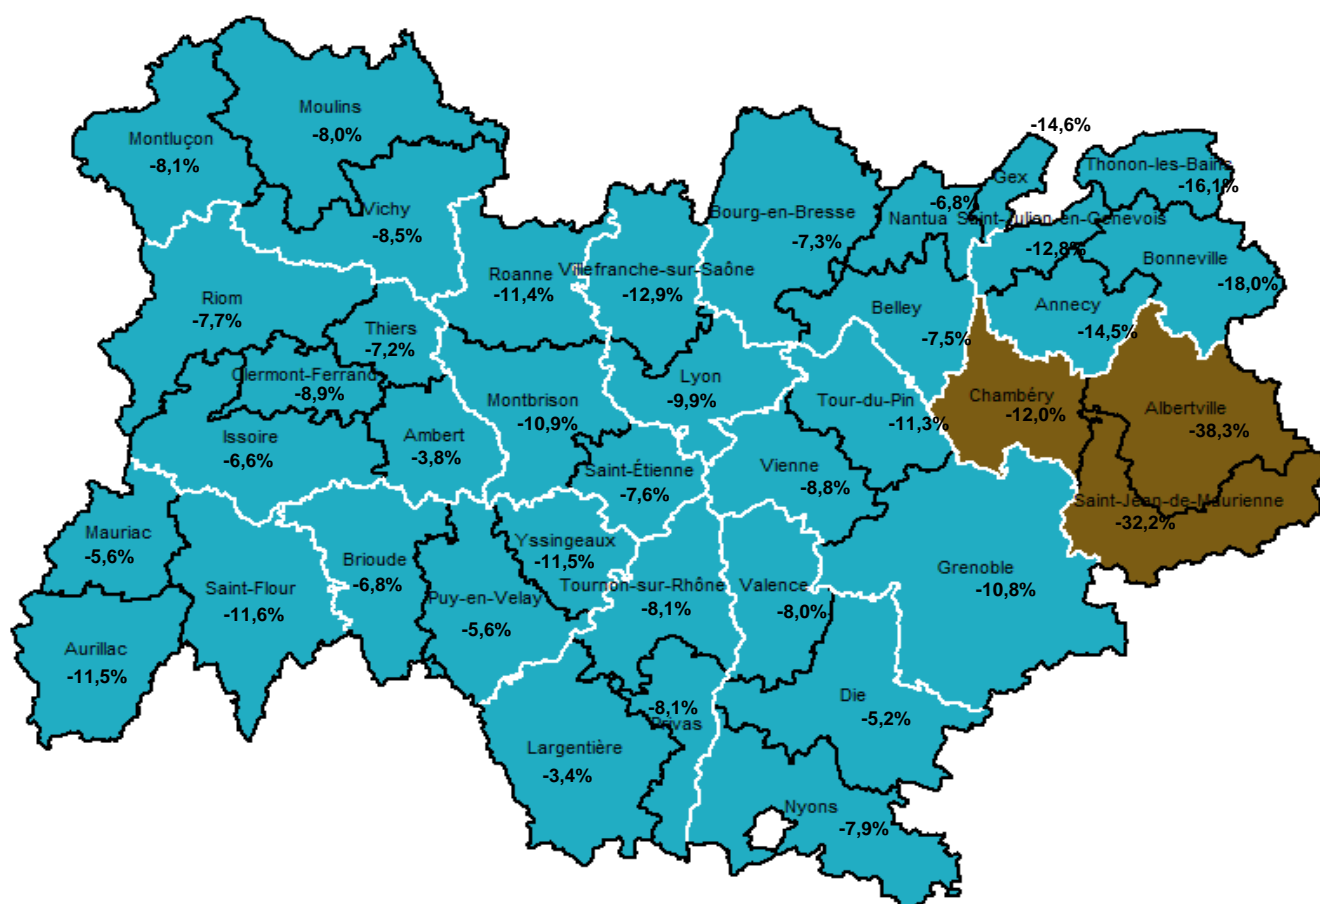 Moulins
-8,0%
Montluçon
-8,1%
-14,6%
Gex
Thonon-les-Bains
-16,1%
Vichy
-8,5%
Bourg-en-Bresse
-7,3%
-6,8%
Nantua
Saint-Julien-en-Genevois
-12,8%
Bonneville
-18,0%
Roanne
-11,4%
Villefranche-sur-Saône
-12,9%
Riom
-7,7%
Belley
-7,5%
Annecy
-14,5%
Thiers
-7,2%
Clermont-Ferrand
-8,9%
Lyon
-9,9%
Montbrison
-10,9%
Tour-du-Pin
-11,3%
Chambéry
-12,0%
Albertville
-38,3%
Issoire
-6,6%
Ambert
-3,8%
Saint-Étienne
-7,6%
Vienne
-8,8%
Saint-Jean-de-Maurienne
-32,2%
Mauriac
-5,6%
Saint-Flour
-11,6%
Brioude
-6,8%
Yssingeaux
-11,5%
Puy-en-Velay
-5,6%
Tournon-sur-Rhône
-8,1%
Valence
-8,0%
Grenoble
-10,8%
Aurillac
-11,5%
-8,1%
Privas
Die
-5,2%
Largentière
-3,4%
Nyons
-7,9%